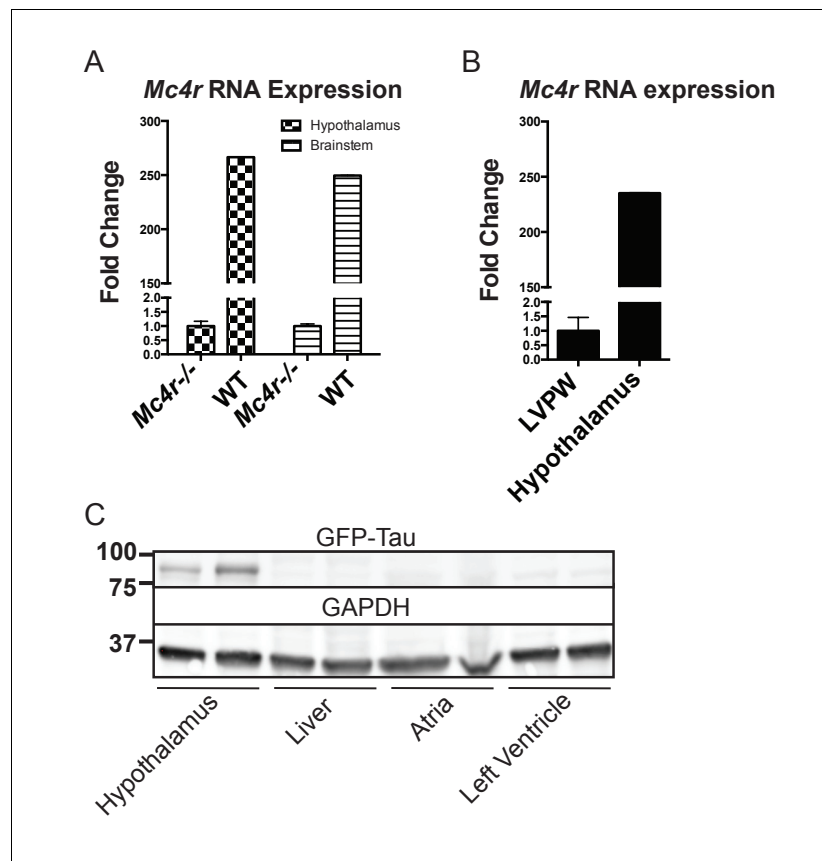 A
Mc4r RNA Expression
Hypothalamus
Brainstem
Fold Change
300
250
200
150
2.0
1.5
1.0
0.5
0.0
Mc4r-/-
WT
Mc4r-/-
WT
B
Mc4r RNA expression
Fold Change
300
250
200
150
2.0
1.5
1.0
0.5
0.0
LVPW
Hypothalamus
C
GFP-Tau
100
75
GAPDH
37
Hypothalamus
Liver
Atria
Left Ventricle